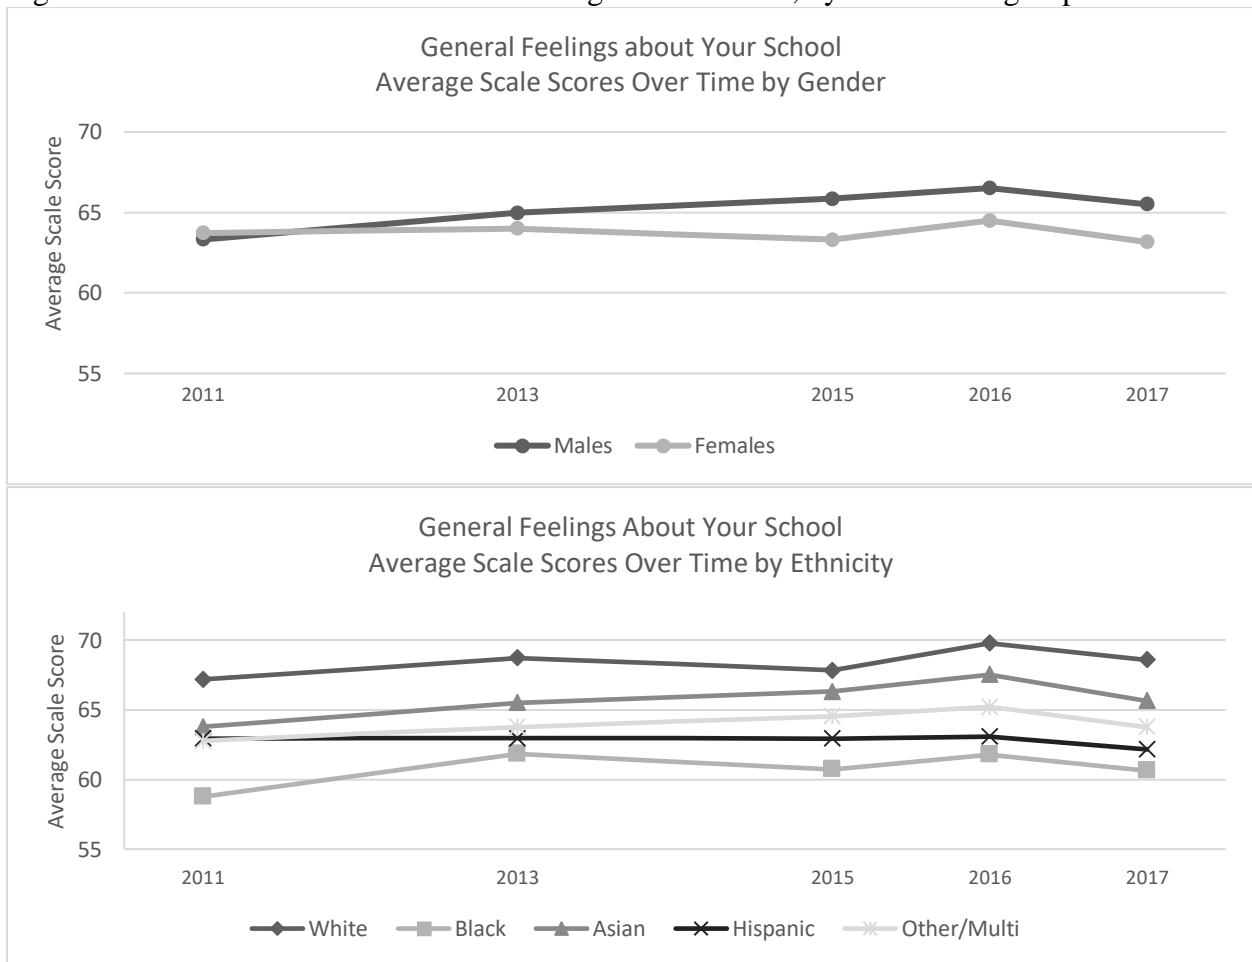 General Feelings about Your School
Average Scale Scores Over Time by Gender
Average Scale Score
70
65
60
55
2011 2013 2015 2016 2017
Males Females
General Feelings About Your School
Average Scale Scores Over Time by Ethnicity
Average Scale Score
70
65
60
55
2011 2013 2015 2016 2017
White Black Asian Hispanic Other/Multi